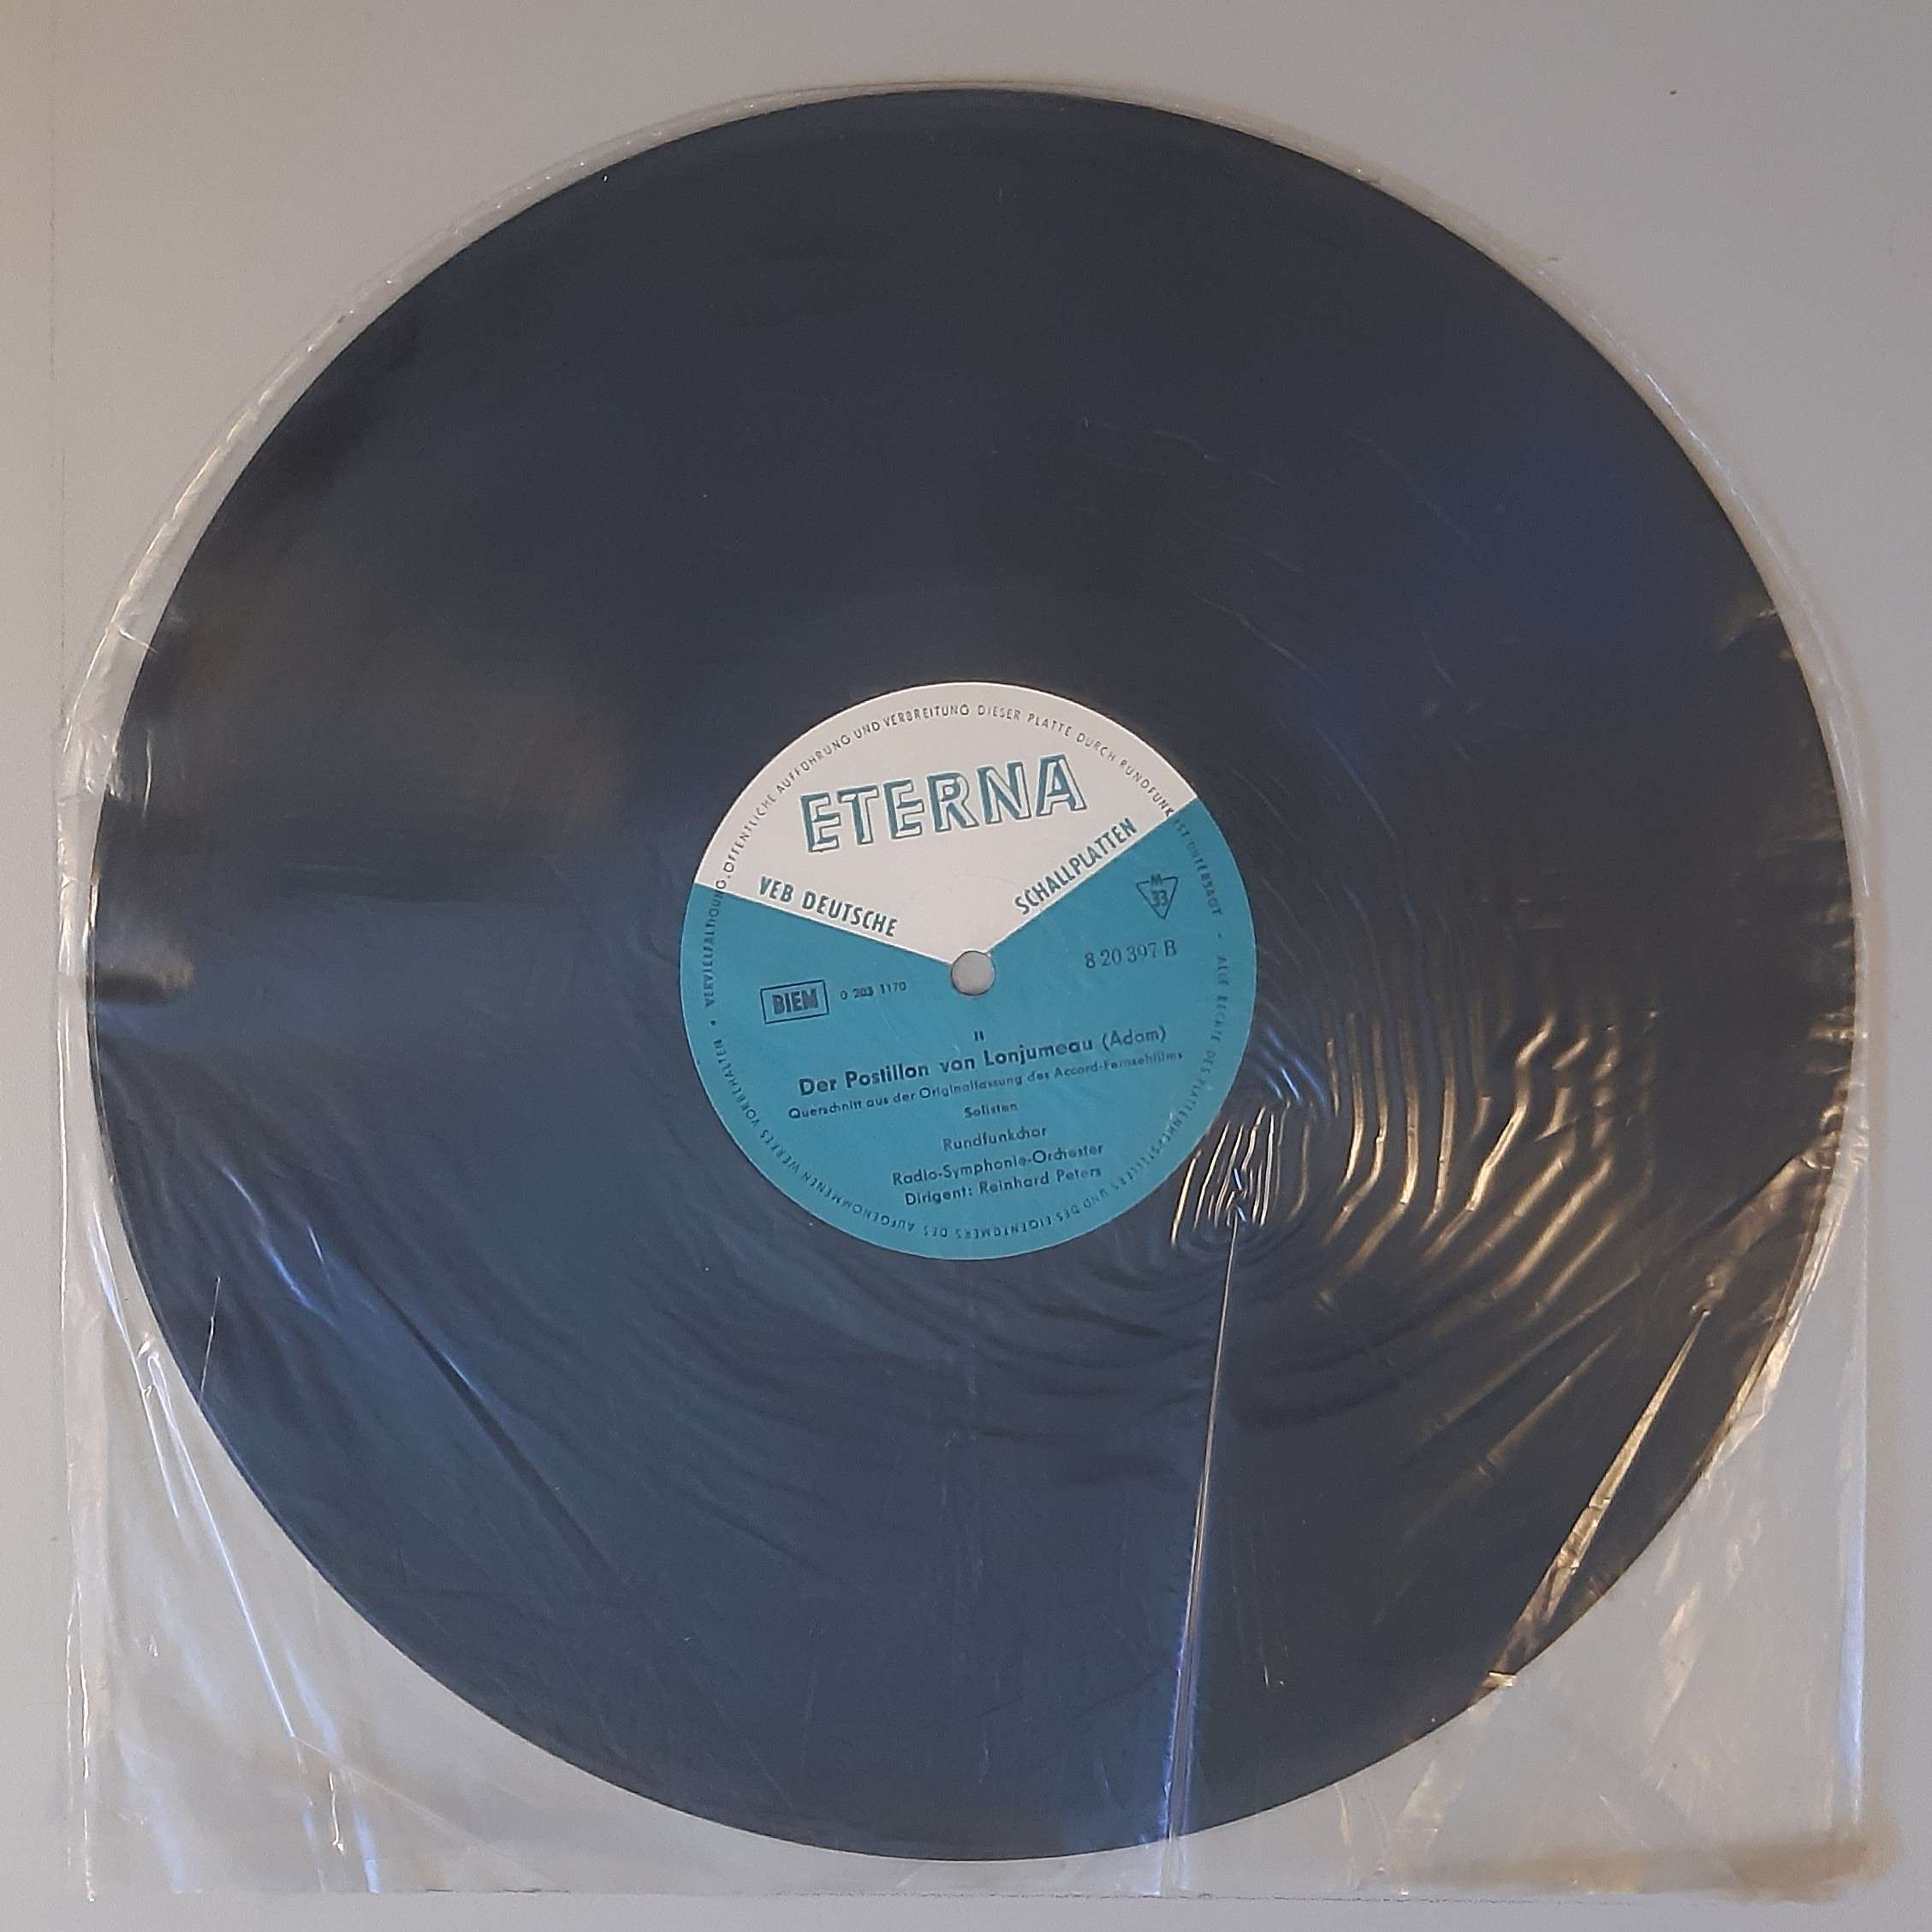 VERVIELFÄLTIGUNG, ÖFFENTLICHE AUFFÜHRUNG UND VERBREITUNG DIESER PLATTE DURCH RUNDFUNK IST UNTERSAGT • ALLE RECHTE DES PLATTENHERSTELLERS UND DES EIGENTÜMERS DES AUFGENOMMENEN WERKES VORBEHALTEN •
ETERNA
VEB DEUTSCHE SCHALLPLATTEN
M
33
8 20 397 B
BIEM 0 203 1170
II
Der Postillon von Lonjumeau (Adam)
Querschnitt aus der Originalfassung des Accord-Fernsehfilms
Solisten
Rundfunkchor
Radio-Symphonie-Orchester
Dirigent: Reinhard Peters